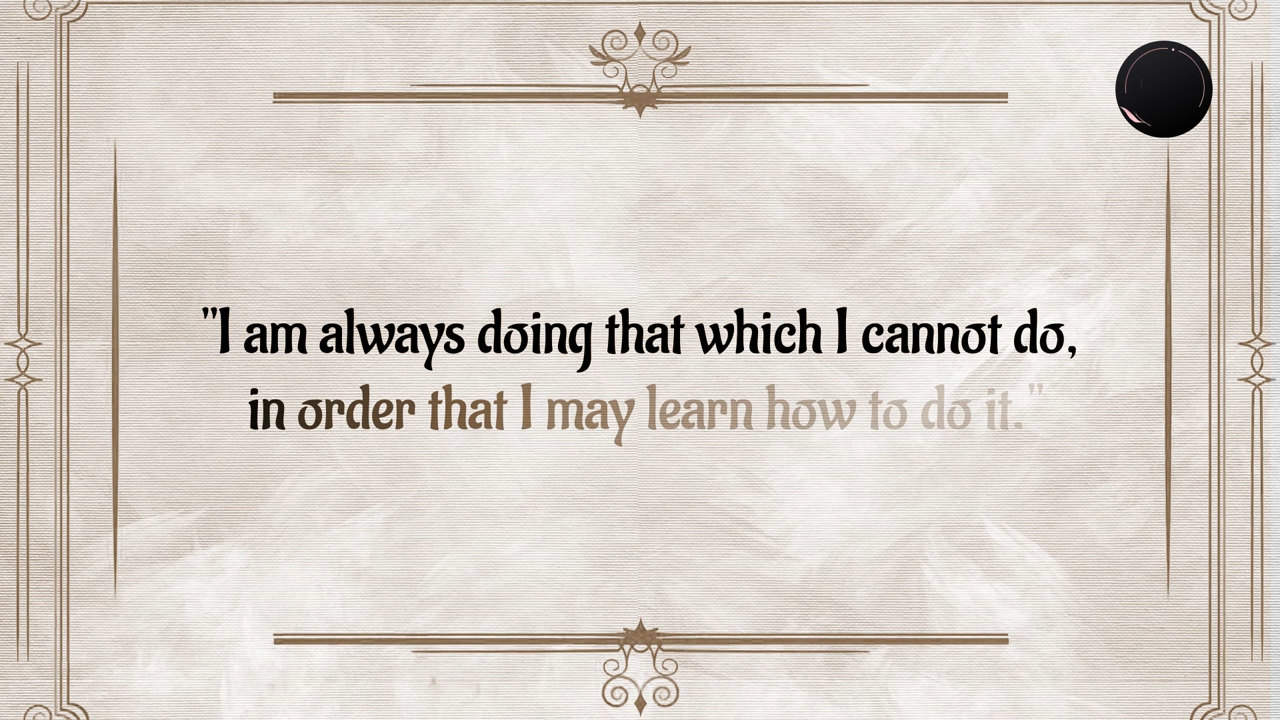 "I am always doing that which I cannot do,
in order that I may learn how to do it."